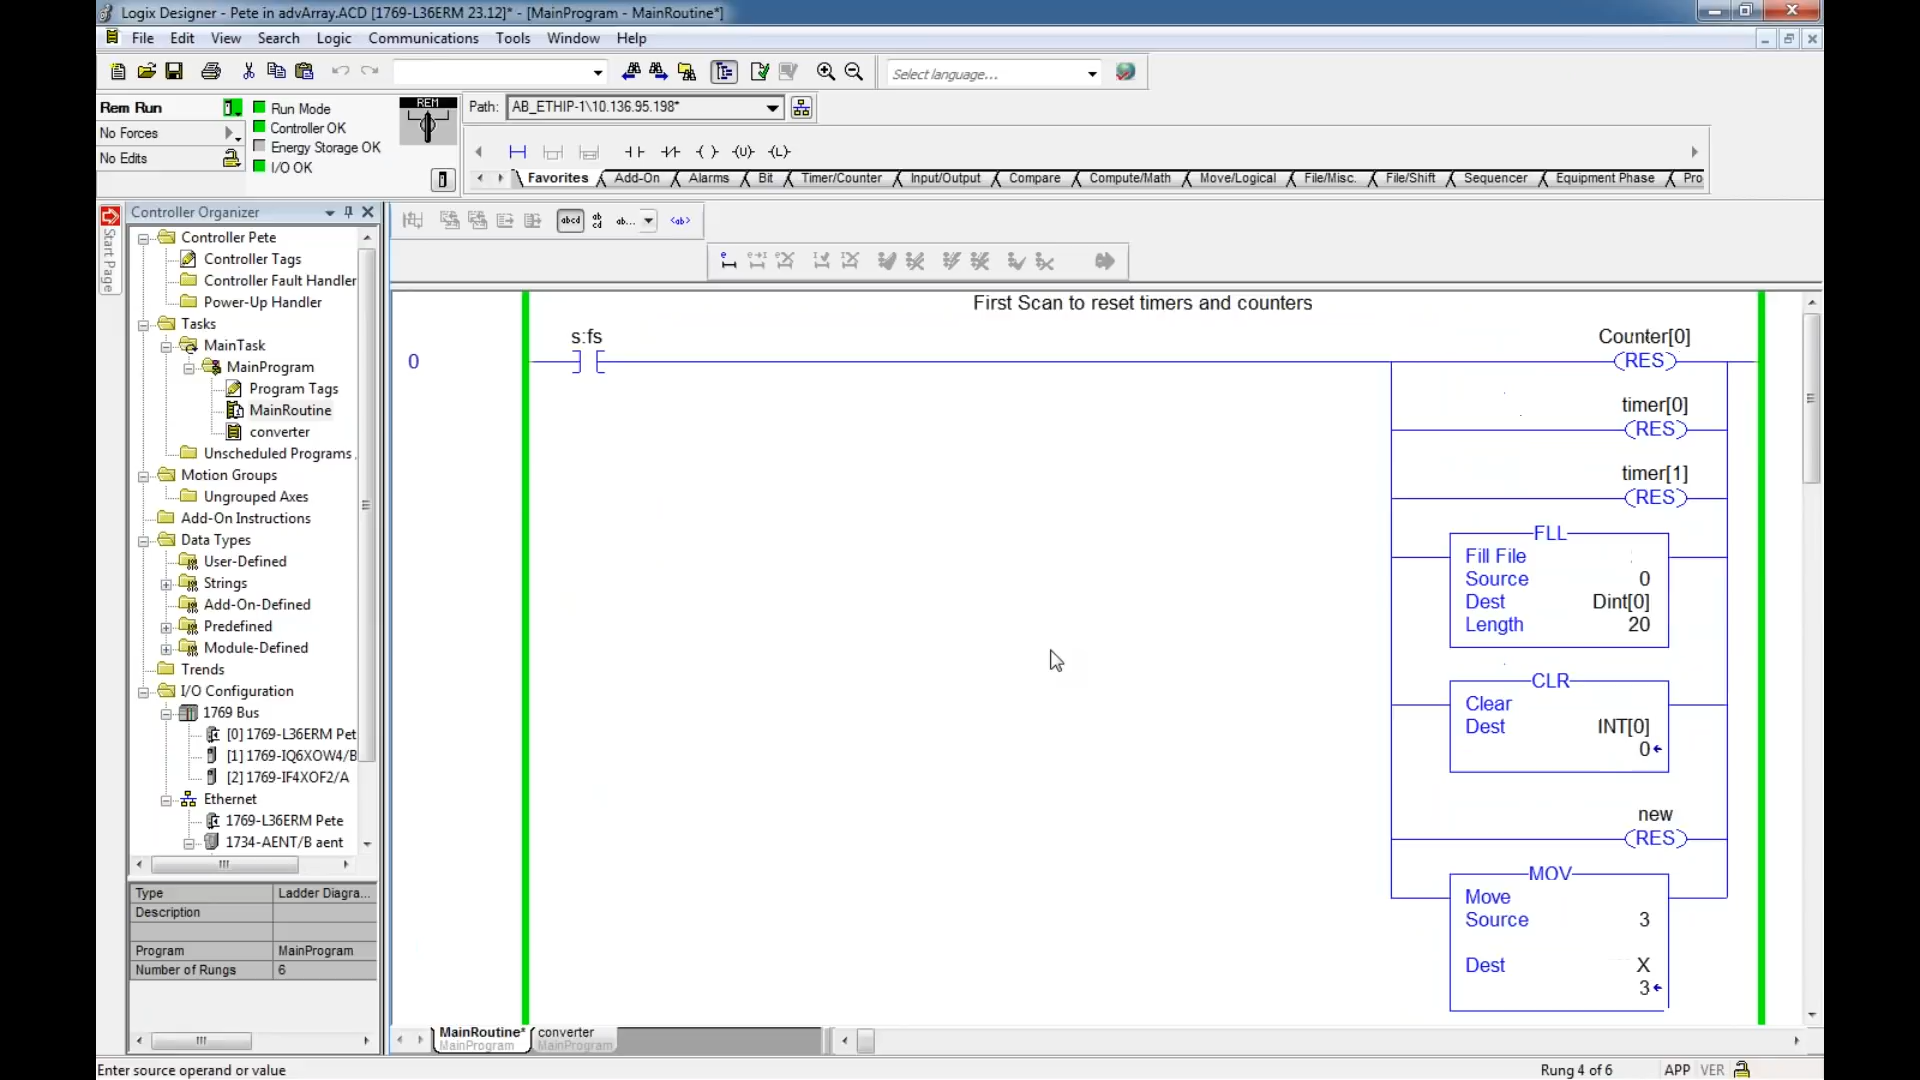 Logix Designer - Pete in advArray.ACD [1769-L36ERM 23.12]* - [MainProgram - MainRoutine*]
File Edit View Search Logic Communications Tools Window Help
Select language...
Rem Run
No Forces
No Edits
Run Mode
Controller OK
Energy Storage OK
I/O OK
REM
Path: AB_ETHIP-1\10.136.95.198*
Favorites Add-On Alarms Bit Timer/Counter Input/Output Compare Compute/Math Move/Logical File/Misc. File/Shift Sequencer Equipment Phase Pro
Start Page
Controller Organizer
Controller Pete
Controller Tags
Controller Fault Handler
Power-Up Handler
Tasks
MainTask
MainProgram
Program Tags
MainRoutine
converter
Unscheduled Programs
Motion Groups
Ungrouped Axes
Add-On Instructions
Data Types
User-Defined
Strings
Add-On-Defined
Predefined
Module-Defined
Trends
I/O Configuration
1769 Bus
[0] 1769-L36ERM Pet
[1] 1769-IQ6XOW4/B
[2] 1769-IF4XOF2/A
Ethernet
1769-L36ERM Pete
1734-AENT/B aent
Type Ladder Diagra...
Description
Program MainProgram
Number of Rungs 6
abcd ab cd ab... <ab>
First Scan to reset timers and counters
0
s:fs
Counter[0]
RES
timer[0]
RES
timer[1]
RES
FLL
Fill File
Source 0
Dest Dint[0]
Length 20
CLR
Clear
Dest INT[0]
0
new
RES
MOV
Move
Source 3
Dest X
3
MainRoutine* converter
MainProgram MainProgram
Enter source operand or value
Rung 4 of 6 APP VER